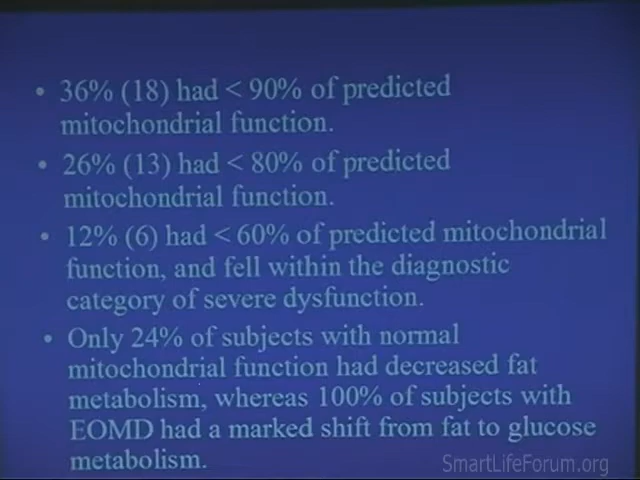 • 36% (18) had < 90% of predicted
mitochondrial function.
• 26% (13) had < 80% of predicted
mitochondrial function.
• 12% (6) had < 60% of predicted mitochondrial
function, and fell within the diagnostic
category of severe dysfunction.
• Only 24% of subjects with normal
mitochondrial function had decreased fat
metabolism, whereas 100% of subjects with
EOMD had a marked shift from fat to glucose
metabolism.
SmartLifeForum.org